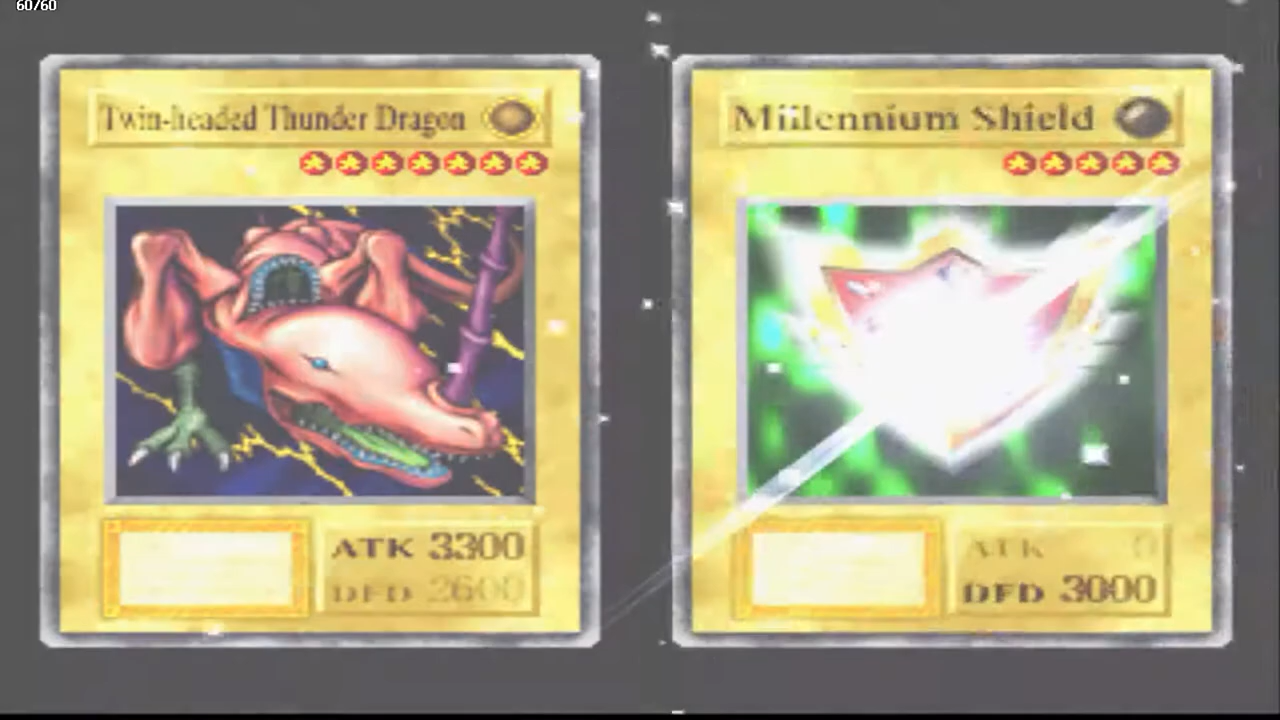 60/60
Twin-headed Thunder Dragon
ATK 3300
DFD 2600
Millennium Shield
ATK 0
DFD 3000